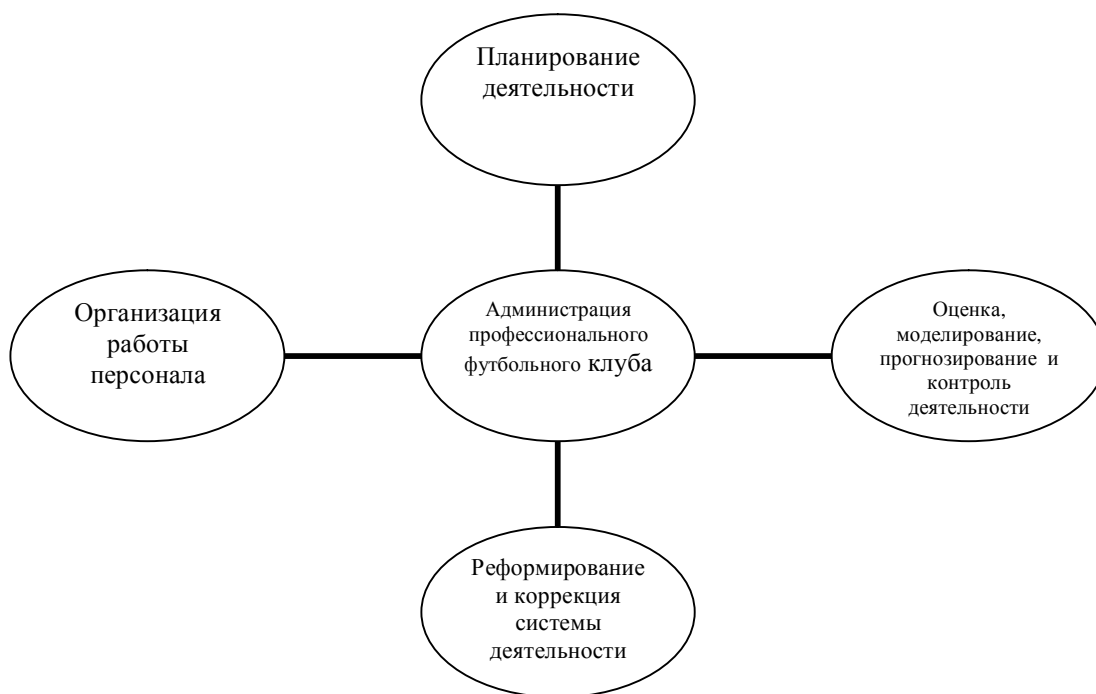 Планирование
деятельности
Организация
работы
персонала
Администрация
профессионального
футбольного клуба
Оценка,
моделирование,
прогнозирование и
контроль
деятельности
Реформирование
и коррекция
системы
деятельности